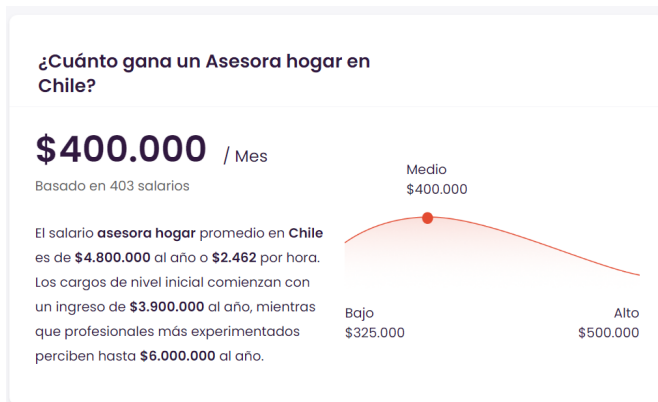 ¿Cuánto gana un Asesora hogar en
Chile?
$400.000 / Mes
Basado en 403 salarios
El salario asesora hogar promedio en Chile
es de $4.800.000 al año o $2.462 por hora.
Los cargos de nivel inicial comienzan con
un ingreso de $3.900.000 al año, mientras
que profesionales más experimentados
perciben hasta $6.000.000 al año.
Medio
$400.000
Bajo
$325.000
Alto
$500.000